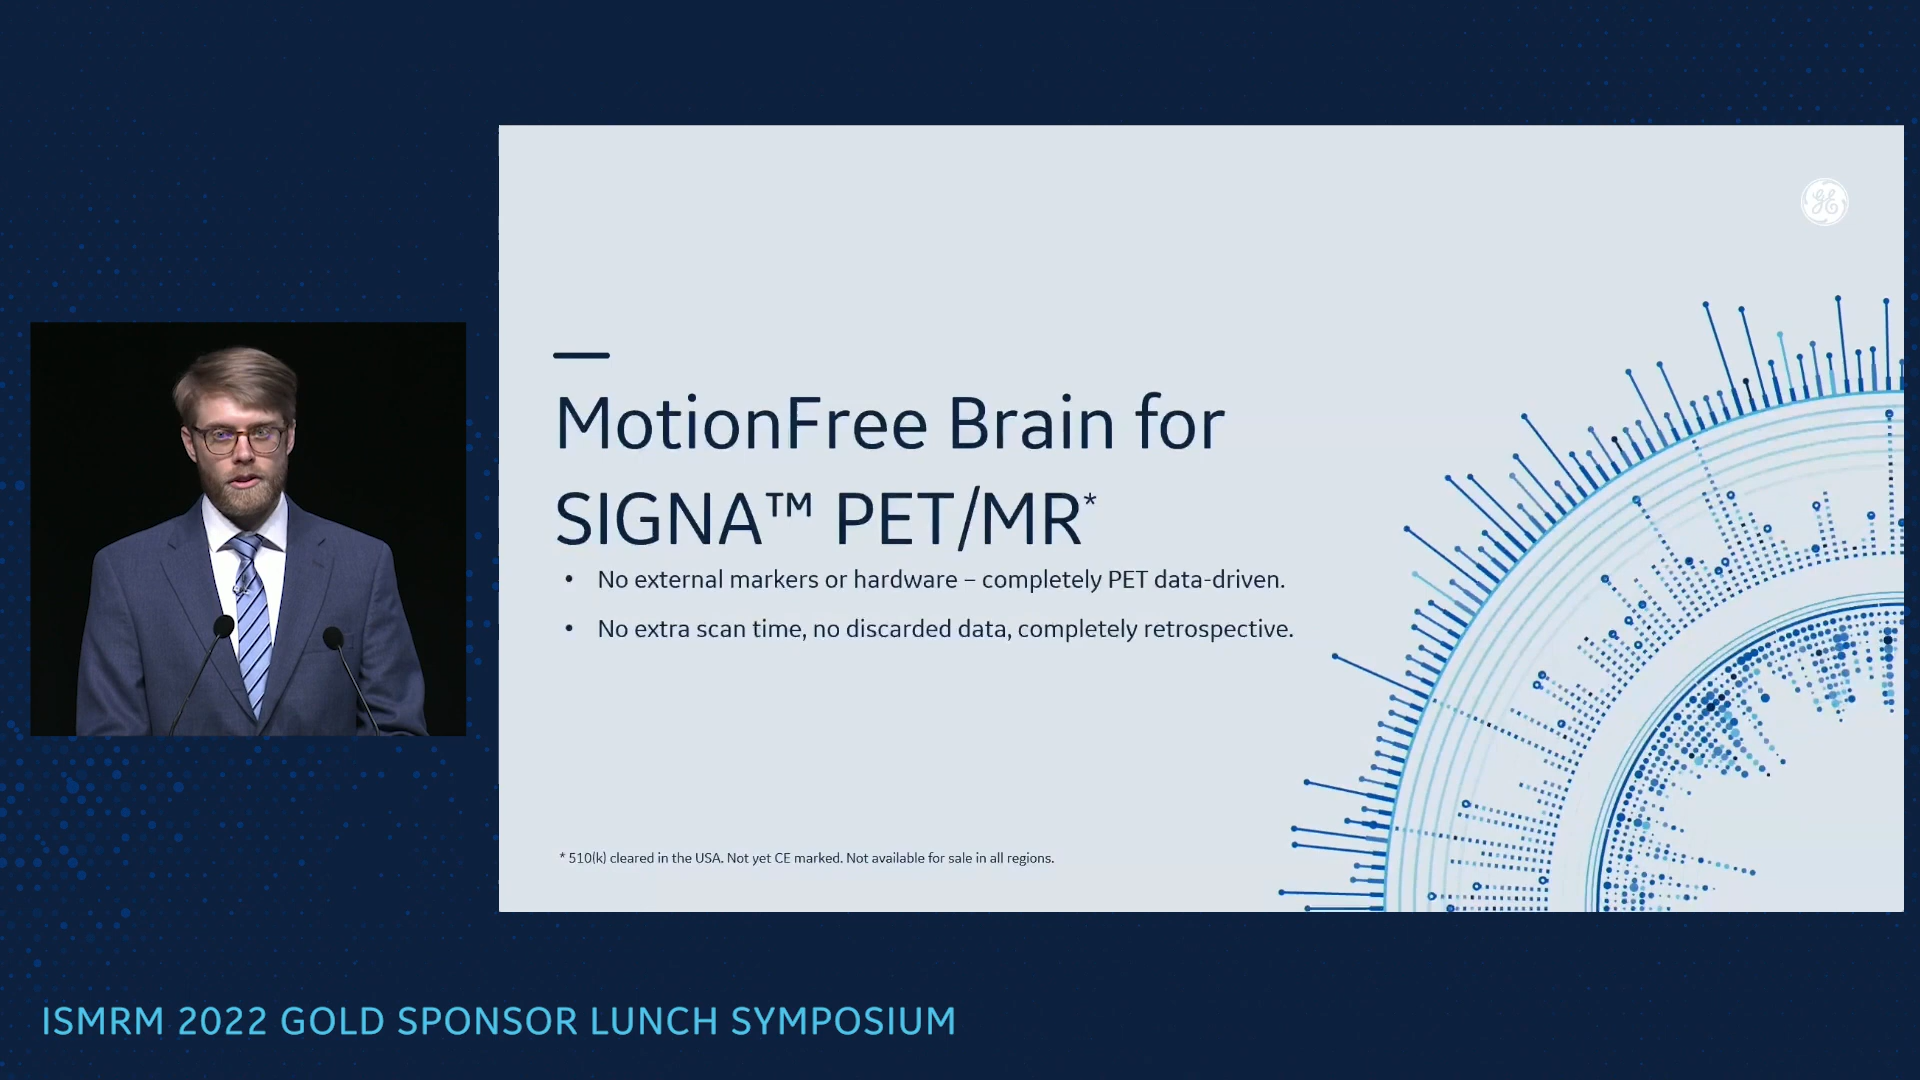 GE
MotionFree Brain for
SIGNA™ PET/MR*
• No external markers or hardware – completely PET data-driven.
• No extra scan time, no discarded data, completely retrospective.
* 510(k) cleared in the USA. Not yet CE marked. Not available for sale in all regions.
ISMRM 2022 GOLD SPONSOR LUNCH SYMPOSIUM